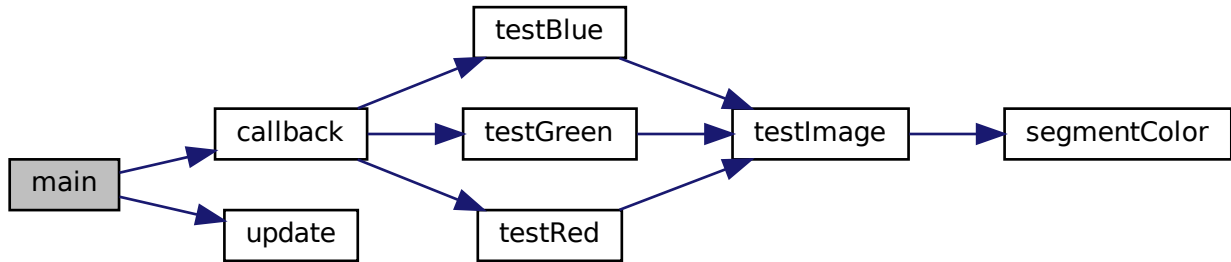 main
callback
update
testBlue
testGreen
testRed
testImage
segmentColor